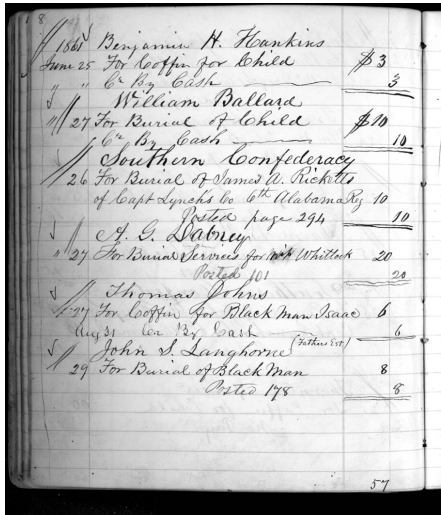 8
1861 Benjamin H. Hankins
June 25 For Coffin for Child $ 3
" " Cr By Cash 3
William Ballard
" 27 For Burial of Child $10
" Cr By Cash 10
Southern Confederacy
26 For Burial of James A. Ricketts
of Capt Lynch's Co 6th Alabama Reg 10
Posted page 294 10
A. G. Dabney
" 27 For Burial Services for Whitlock 20
Posted 101 20
Thomas Johns
27 For Coffin for Black Man Isaac 6
Aug 31 Cr By Cash 6
John S. Langhorne (Fathers Est)
29 For Burial of Black Man 8
Posted 178 8
57